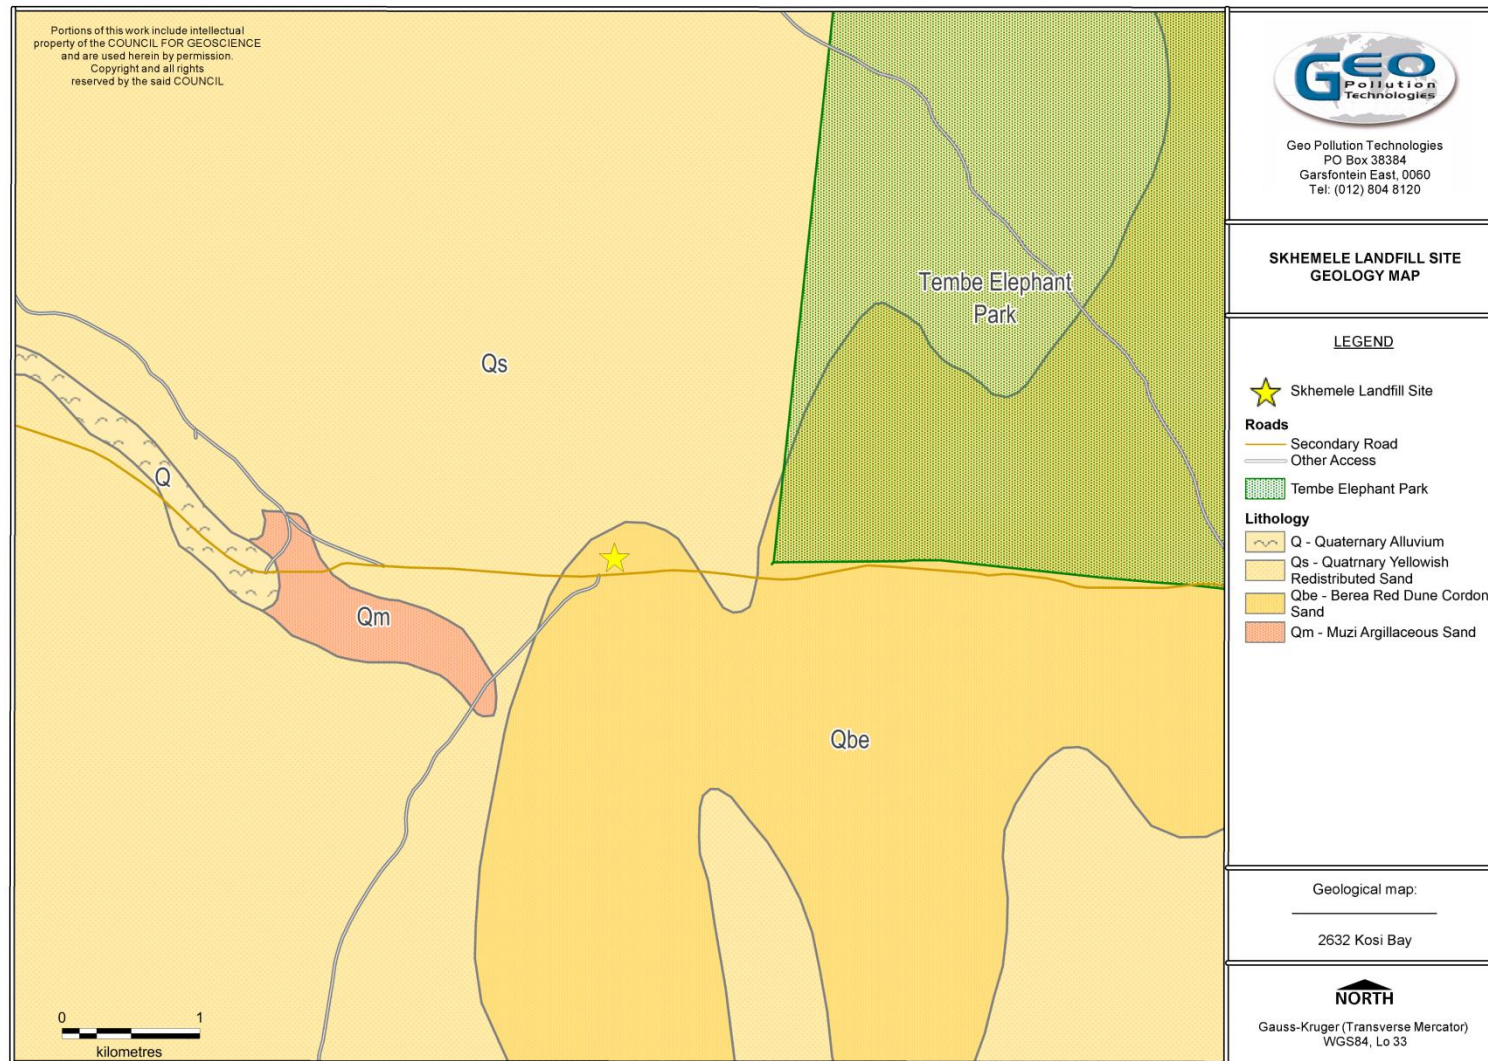 Portions of this work include intellectual
property of the COUNCIL FOR GEOSCIENCE
and are used herein by permission.
Copyright and all rights
reserved by the said COUNCIL
Tembe Elephant
Park
Qs
Q
Qm
Qbe
0 1
kilometres
GEO
Pollution
Technologies
Geo Pollution Technologies
PO Box 38384
Garsfontein East, 0060
Tel: (012) 804 8120
SKHEMELE LANDFILL SITE
GEOLOGY MAP
LEGEND
Skhemele Landfill Site
Roads
Secondary Road
Other Access
Tembe Elephant Park
Lithology
Q - Quaternary Alluvium
Qs - Quatrnary Yellowish
Redistributed Sand
Qbe - Berea Red Dune Cordon
Sand
Qm - Muzi Argillaceous Sand
Geological map:
2632 Kosi Bay
NORTH
Gauss-Kruger (Transverse Mercator)
WGS84, Lo 33